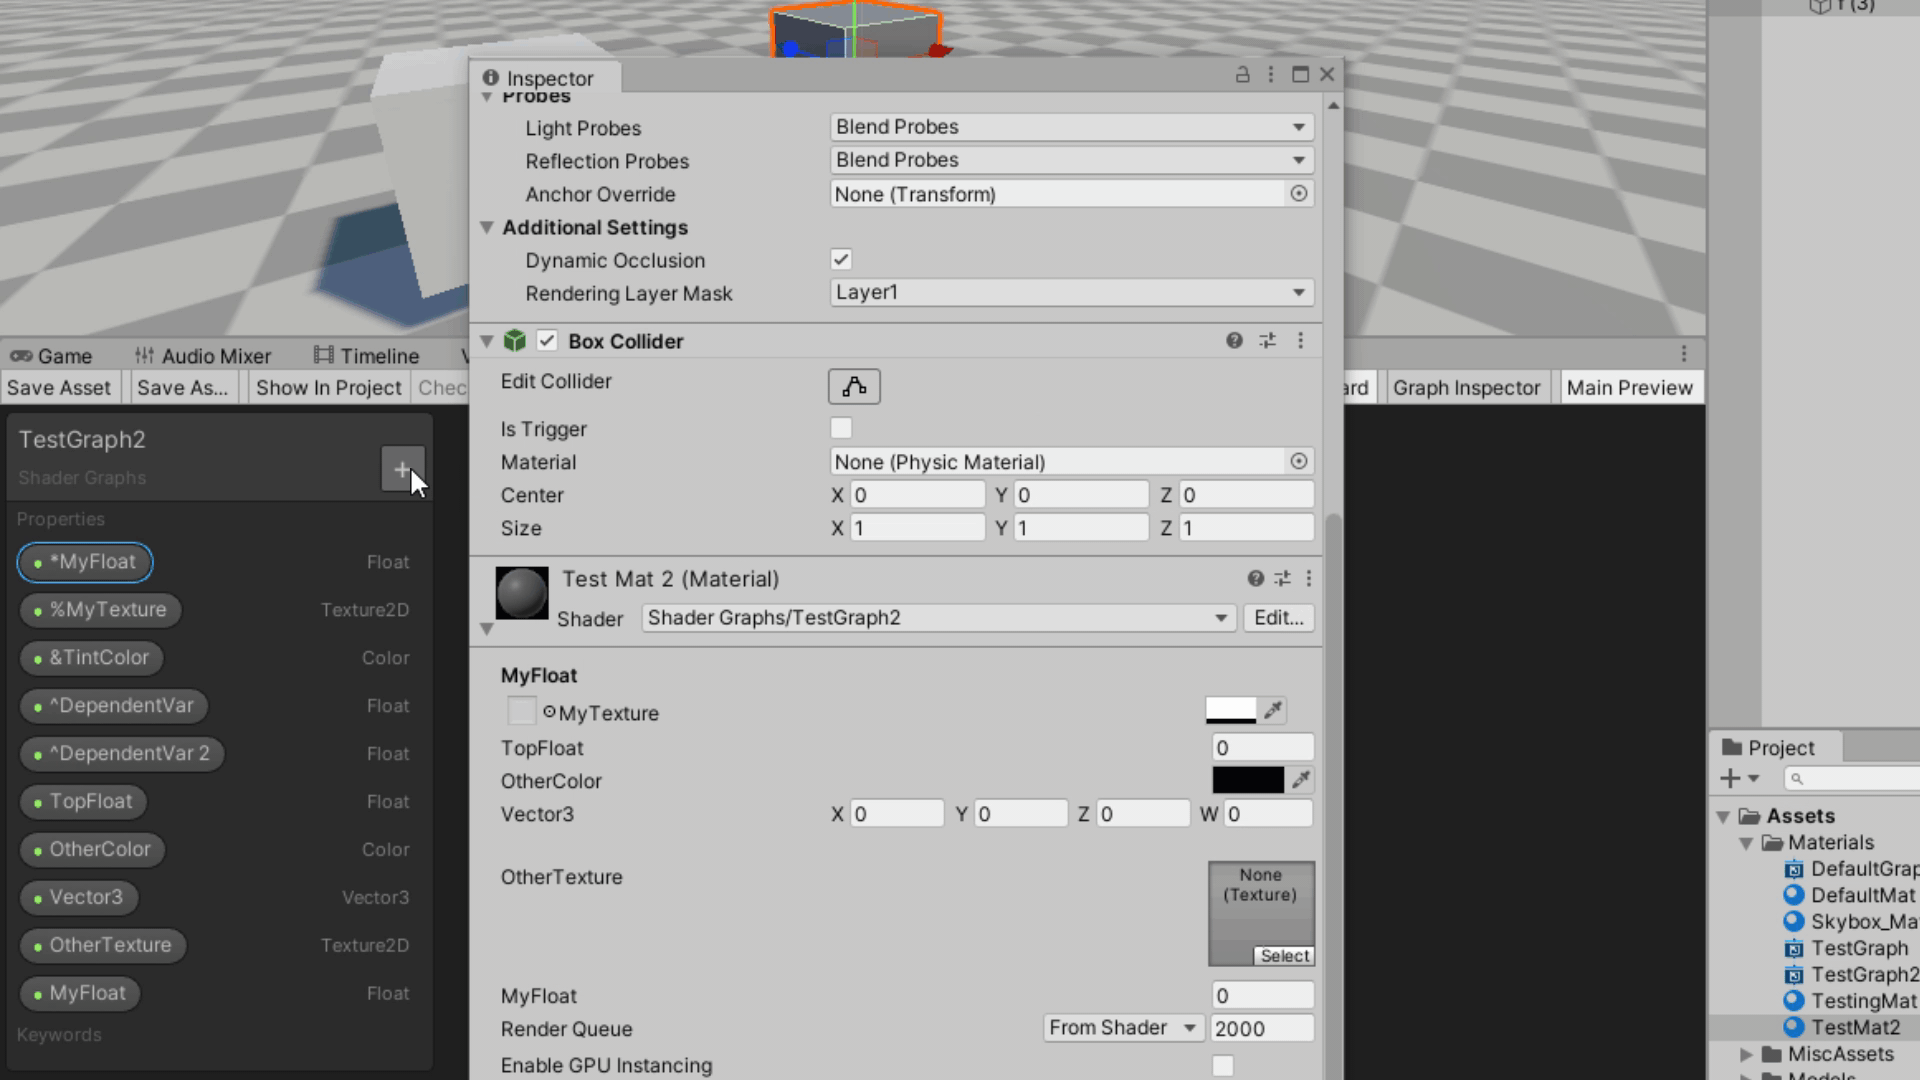 Y (3)
Inspector
Probes
Light Probes Blend Probes
Reflection Probes Blend Probes
Anchor Override None (Transform)
Additional Settings
Dynamic Occlusion
Rendering Layer Mask Layer1
Box Collider
Edit Collider
Is Trigger
Material None (Physic Material)
Center X 0 Y 0 Z 0
Size X 1 Y 1 Z 1
Test Mat 2 (Material)
Shader Shader Graphs/TestGraph2 Edit...
MyFloat
MyTexture
TopFloat 0
OtherColor
Vector3 X 0 Y 0 Z 0 W 0
OtherTexture
None
(Texture)
Select
MyFloat 0
Render Queue From Shader 2000
Enable GPU Instancing
Game Audio Mixer Timeline V
Save Asset Save As... Show In Project Chec
ard Graph Inspector Main Preview
TestGraph2
+
Shader Graphs
Properties
*MyFloat Float
%MyTexture Texture2D
&TintColor Color
^DependentVar Float
^DependentVar 2 Float
TopFloat Float
OtherColor Color
Vector3 Vector3
OtherTexture Texture2D
MyFloat Float
Keywords
Project
Assets
Materials
DefaultGrap
DefaultMat
Skybox_Ma
TestGraph
TestGraph2
TestingMat
TestMat2
MiscAssets
Models